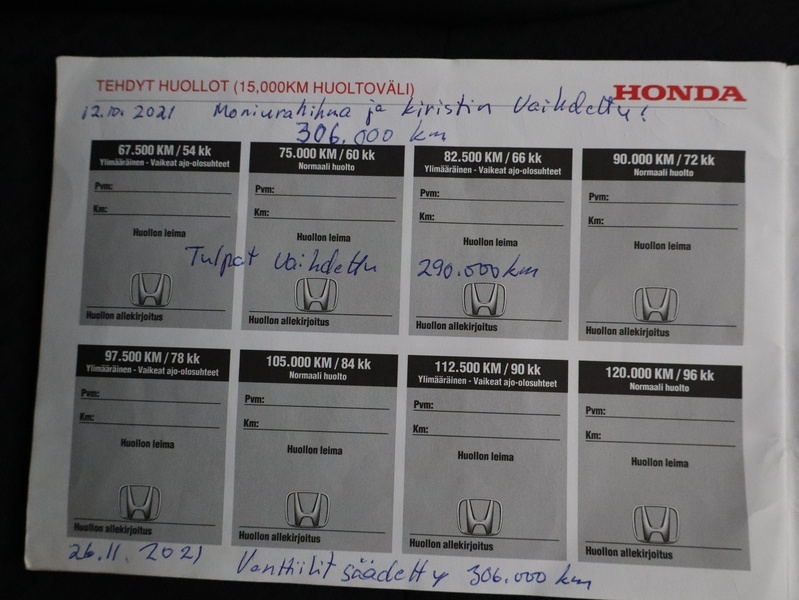 TEHDYT HUOLLOT (15,000KM HUOLTOVÄLI)
HONDA
12.10.2021 Moniurahihna ja kiristin Vaihdettu!
306.000 km
67.500 KM / 54 kk
Ylimääräinen - Vaikeat ajo-olosuhteet
Pvm:
Km:
Huollon leima
Huollon allekirjoitus
75.000 KM / 60 kk
Normaali huolto
Pvm:
Km:
Huollon leima
Huollon allekirjoitus
82.500 KM / 66 kk
Ylimääräinen - Vaikeat ajo-olosuhteet
Pvm:
Km:
Huollon leima
Huollon allekirjoitus
90.000 KM / 72 kk
Normaali huolto
Pvm:
Km:
Huollon leima
Huollon allekirjoitus
Tulpat vaihdettu 290.000km
97.500 KM / 78 kk
Ylimääräinen - Vaikeat ajo-olosuhteet
Pvm:
Km:
Huollon leima
Huollon allekirjoitus
105.000 KM / 84 kk
Normaali huolto
Pvm:
Km:
Huollon leima
Huollon allekirjoitus
112.500 KM / 90 kk
Ylimääräinen - Vaikeat ajo-olosuhteet
Pvm:
Km:
Huollon leima
Huollon allekirjoitus
120.000 KM / 96 kk
Normaali huolto
Pvm:
Km:
Huollon leima
Huollon allekirjoitus
26.11.2021 Venttiilit säädetty 306.000 km